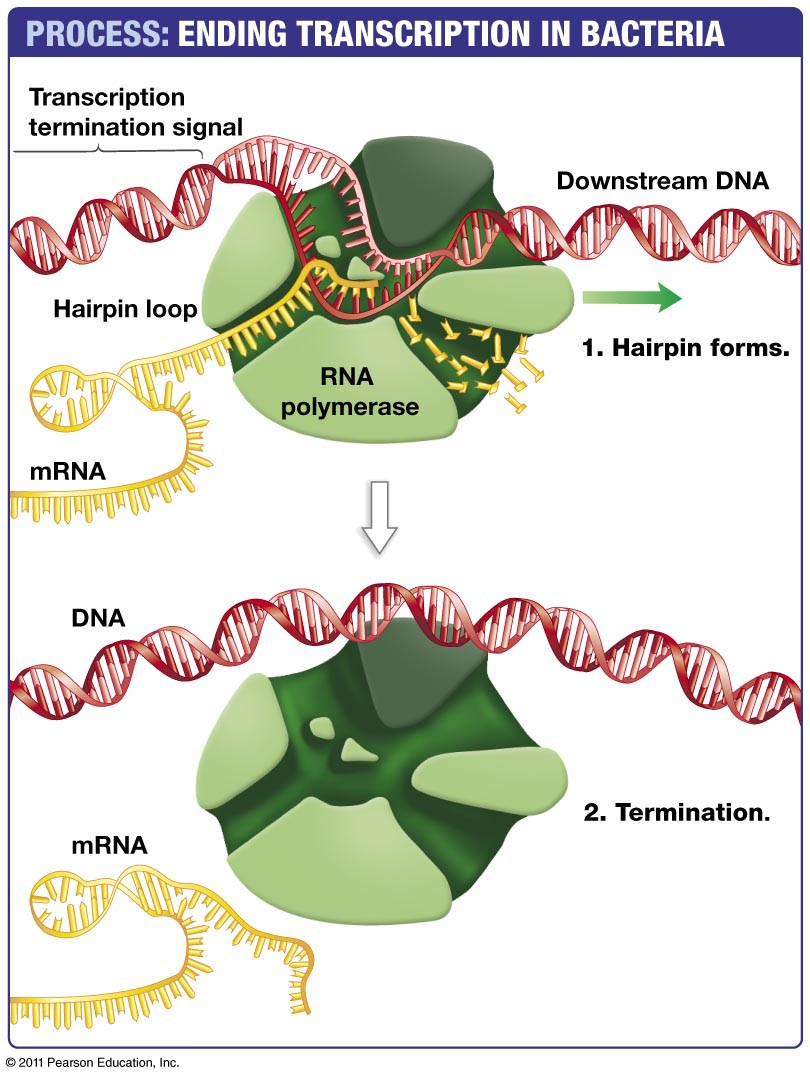 PROCESS: ENDING TRANSCRIPTION IN BACTERIA
Transcription
termination signal
Downstream DNA
Hairpin loop
1. Hairpin forms.
RNA
polymerase
mRNA
DNA
2. Termination.
mRNA
© 2011 Pearson Education, Inc.